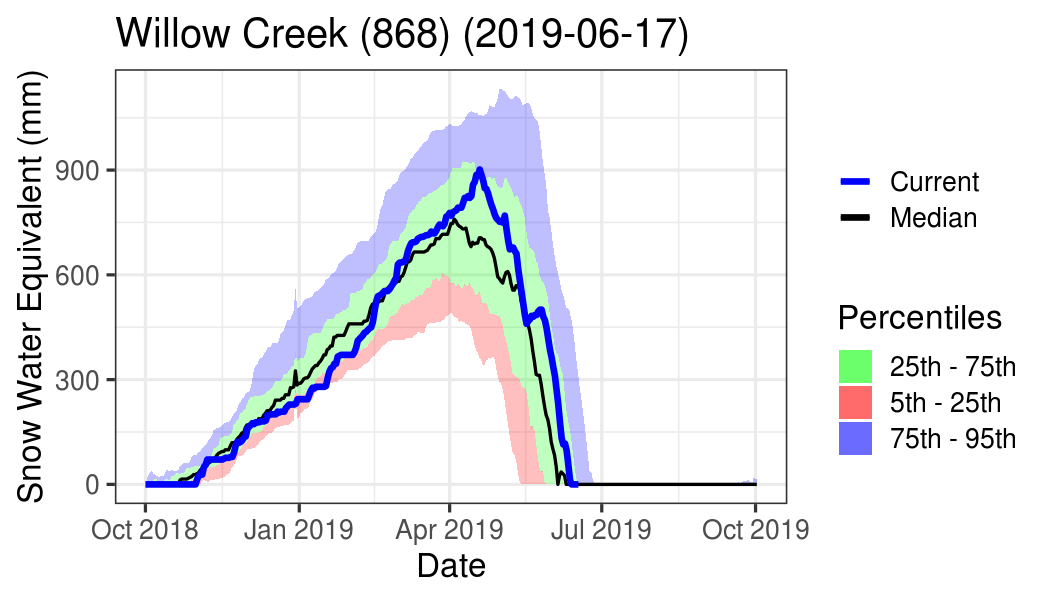 Willow Creek (868) (2019-06-17)
Snow Water Equivalent (mm)
900
600
300
0
Oct 2018
Jan 2019
Apr 2019
Jul 2019
Oct 2019
Date
Current
Median
Percentiles
25th - 75th
5th - 25th
75th - 95th